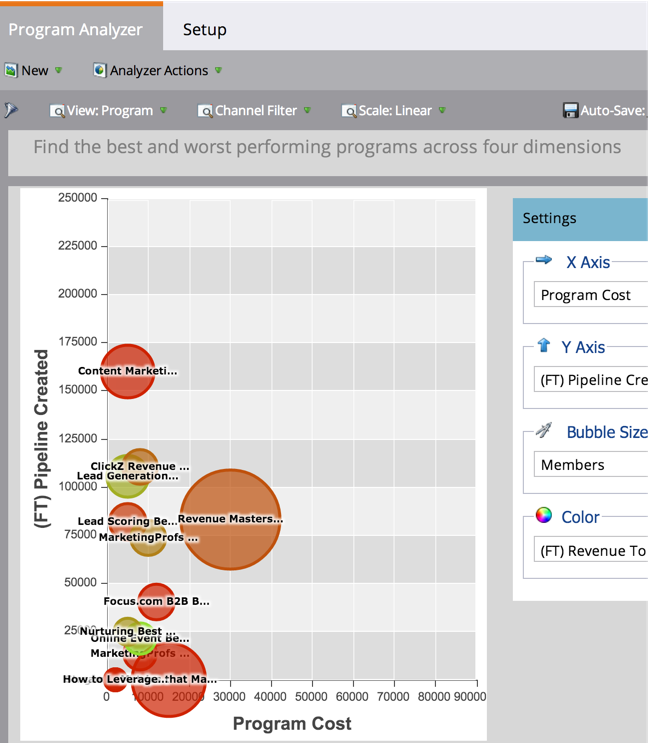 Program Analyzer
Setup
New
Analyzer Actions
View: Program
Channel Filter
Scale: Linear
Auto-Save:
Find the best and worst performing programs across four dimensions
Settings
X Axis
Program Cost
Y Axis
(FT) Pipeline Cre
Bubble Size
Members
Color
(FT) Revenue To
(FT) Pipeline Created
250000
225000
200000
175000
150000
125000
100000
75000
50000
25000
Content Marketi...
ClickZ Revenue ...
Lead Generation...
Lead Scoring Be...
Revenue Masters...
MarketingProfs ...
Focus.com B2B B...
Nurturing Best ...
Online Event Be...
MarketingProfs ...
How to Leverage...that Ma...
0 10000 20000 30000 40000 50000 60000 70000 80000 90000
Program Cost